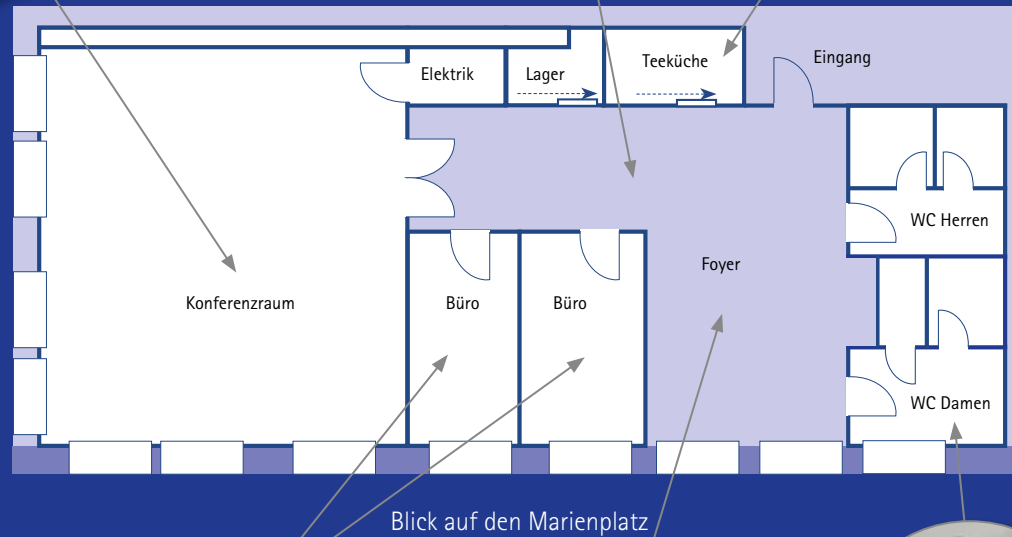 Eingang
Teeküche
Elektrik
Lager
WC Herren
Foyer
Konferenzraum
Büro
Büro
WC Damen
Blick auf den Marienplatz